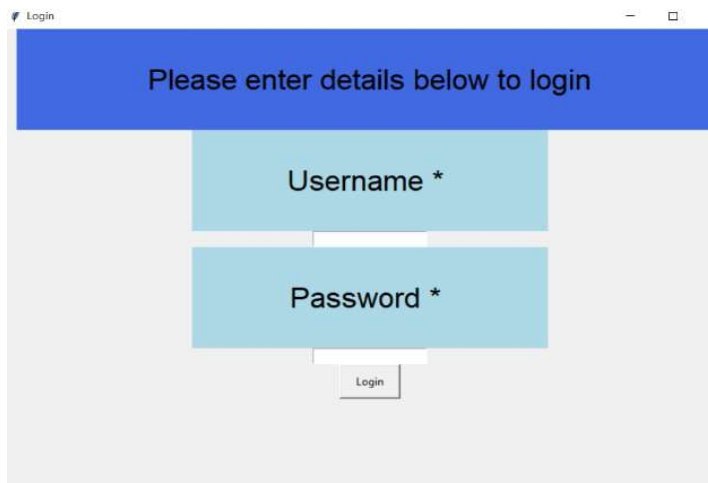 Login
Please enter details below to login
Username *
Password *
Login